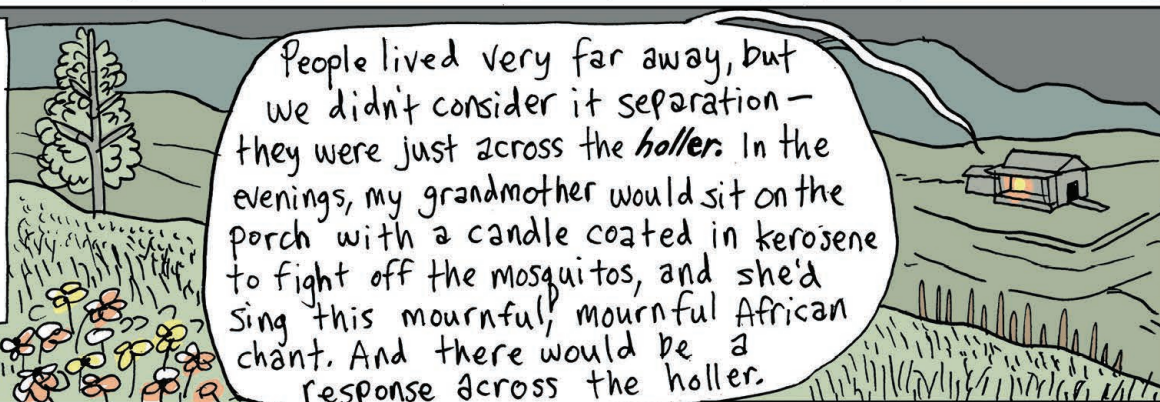 People lived very far away, but
we didn't consider it separation—
they were just across the holler. In the
evenings, my grandmother would sit on the
porch with a candle coated in kerosene
to fight off the mosquitos, and she'd
sing this mournful, mournful African
chant. And there would be a
response across the holler.